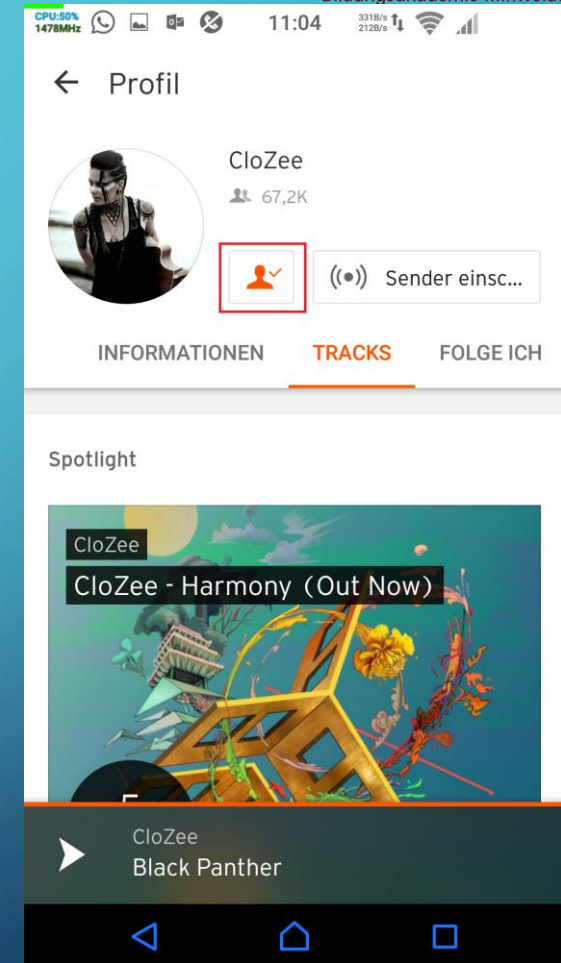 CPU:50%
1478MHz
11:04
331B/s
212B/s
Profil
CloZee
67,2K
Sender einsc...
INFORMATIONEN
TRACKS
FOLGE ICH
Spotlight
CloZee
CloZee - Harmony (Out Now)
CloZee
Black Panther